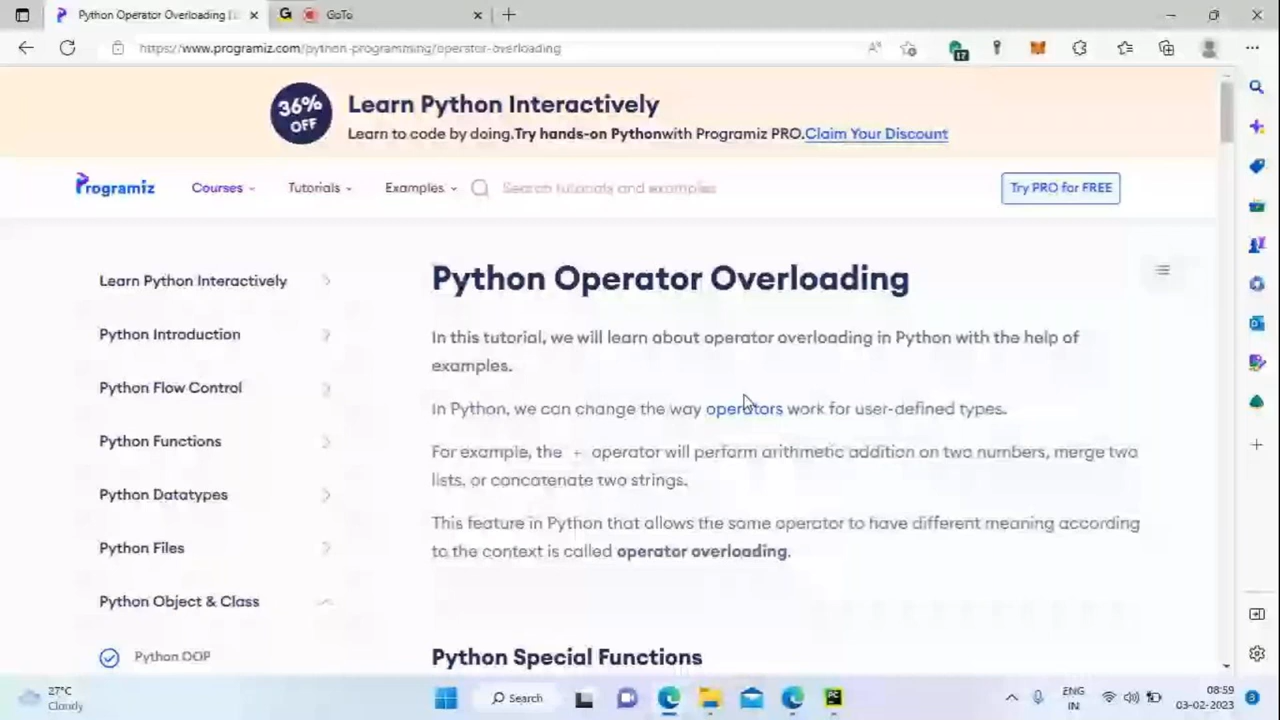 Python Operator Overloading
GoTo
https://www.programiz.com/python-programming/operator-overloading
17
36% OFF
Learn Python Interactively
Learn to code by doing.Try hands-on Pythonwith Programiz PRO.Claim Your Discount
Programiz
Courses
Tutorials
Examples
Search tutorials and examples
Try PRO for FREE
Learn Python Interactively
Python Introduction
Python Flow Control
Python Functions
Python Datatypes
Python Files
Python Object & Class
Python OOP
Python Operator Overloading
In this tutorial, we will learn about operator overloading in Python with the help of
examples.
In Python, we can change the way operators work for user-defined types.
For example, the + operator will perform arithmetic addition on two numbers, merge two
lists, or concatenate two strings.
This feature in Python that allows the same operator to have different meaning according
to the context is called operator overloading.
Python Special Functions
27°C
Cloudy
Search
ENG
IN
08:59
03-02-2023
3